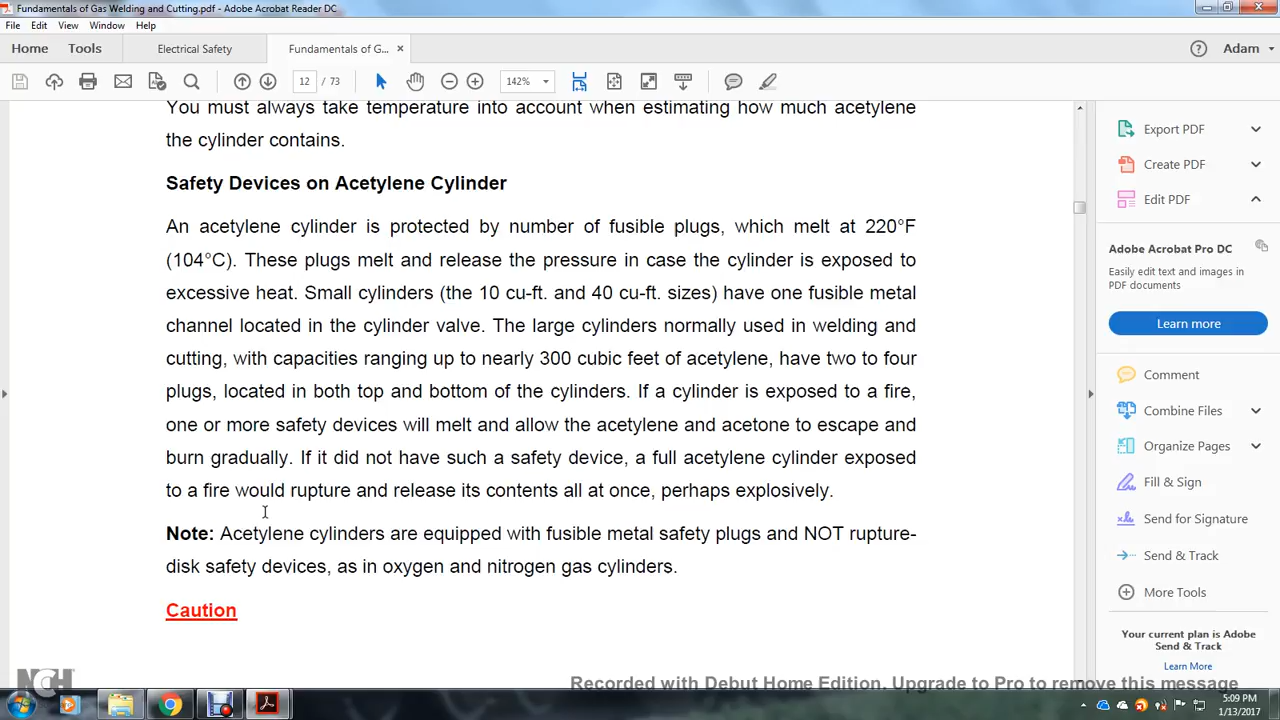 Fundamentals of Gas Welding and Cutting.pdf - Adobe Acrobat Reader DC
File Edit View Window Help
Home Tools Electrical Safety Fundamentals of G... × Adam
12 / 73 142%
You must always take temperature into account when estimating how much acetylene
the cylinder contains.
Safety Devices on Acetylene Cylinder
An acetylene cylinder is protected by number of fusible plugs, which melt at 220°F
(104°C). These plugs melt and release the pressure in case the cylinder is exposed to
excessive heat. Small cylinders (the 10 cu-ft. and 40 cu-ft. sizes) have one fusible metal
channel located in the cylinder valve. The large cylinders normally used in welding and
cutting, with capacities ranging up to nearly 300 cubic feet of acetylene, have two to four
plugs, located in both top and bottom of the cylinders. If a cylinder is exposed to a fire,
one or more safety devices will melt and allow the acetylene and acetone to escape and
burn gradually. If it did not have such a safety device, a full acetylene cylinder exposed
to a fire would rupture and release its contents all at once, perhaps explosively.
Note: Acetylene cylinders are equipped with fusible metal safety plugs and NOT rupture-
disk safety devices, as in oxygen and nitrogen gas cylinders.
Caution
Export PDF
Create PDF
Edit PDF
Adobe Acrobat Pro DC
Easily edit text and images in
PDF documents
Learn more
Comment
Combine Files
Organize Pages
Fill & Sign
Send for Signature
Send & Track
More Tools
Your current plan is Adobe
Send & Track
Learn More
NCH
Recorded with Debut Home Edition. Upgrade to Pro to remove this message
5:09 PM
1/13/2017